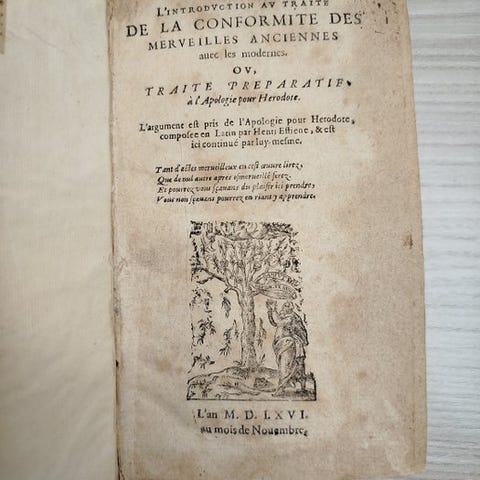 L'INTRODVCTION AV TRAITE
DE LA CONFORMITE DES
MERVEILLES ANCIENNES
auec les modernes.
OV,
TRAITE PREPARATIF
à l'Apologie pour Herodote.
L'argument est pris de l'Apologie pour Herodote,
composee en Latin par Henri Estiene, & est
ici continué par luy-mesme.
Tant d'actes merueilleux en cest œuure lirez,
Que de nul autre apres esmerueillé serez.
Et pourrez vous sçauans du plaisir ici prendre,
Vous non sçauans pourrez en riant y apprendre.
L'an M. D. LXVI.
au mois de Nouembre,